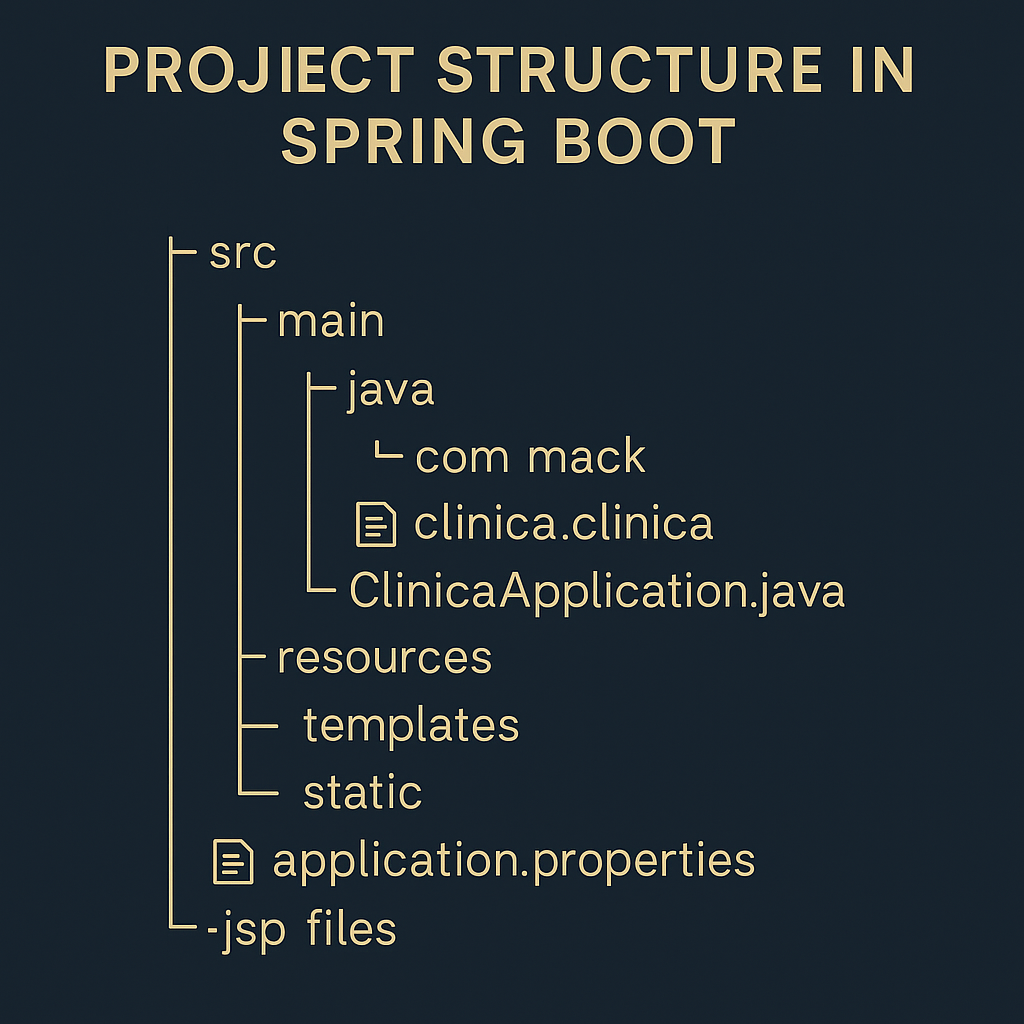 PROJIECT STRUCTURE IN
SPRING BOOT
src
main
java
com mack
clinica.clinica
ClinicaApplication.java
resources
templates
static
application.properties
-jsp files